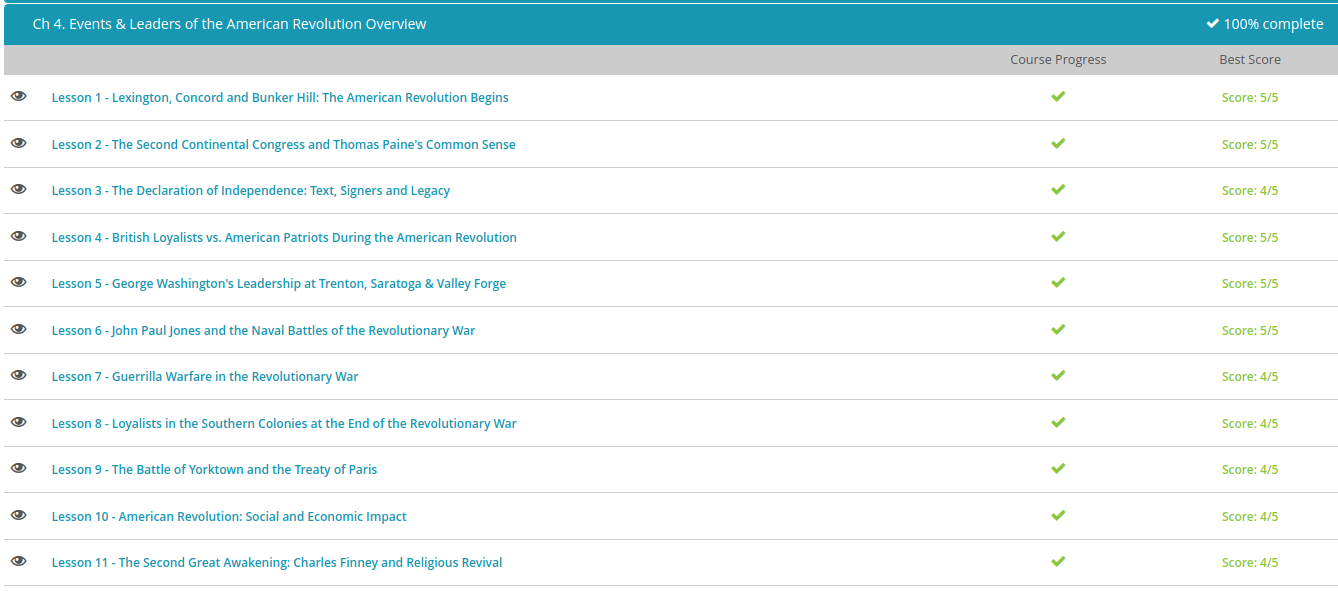 Ch 4. Events & Leaders of the American Revolution Overview 100% complete
Course Progress Best Score
Lesson 1 - Lexington, Concord and Bunker Hill: The American Revolution Begins Score: 5/5
Lesson 2 - The Second Continental Congress and Thomas Paine's Common Sense Score: 5/5
Lesson 3 - The Declaration of Independence: Text, Signers and Legacy Score: 4/5
Lesson 4 - British Loyalists vs. American Patriots During the American Revolution Score: 5/5
Lesson 5 - George Washington's Leadership at Trenton, Saratoga & Valley Forge Score: 5/5
Lesson 6 - John Paul Jones and the Naval Battles of the Revolutionary War Score: 5/5
Lesson 7 - Guerrilla Warfare in the Revolutionary War Score: 4/5
Lesson 8 - Loyalists in the Southern Colonies at the End of the Revolutionary War Score: 4/5
Lesson 9 - The Battle of Yorktown and the Treaty of Paris Score: 4/5
Lesson 10 - American Revolution: Social and Economic Impact Score: 4/5
Lesson 11 - The Second Great Awakening: Charles Finney and Religious Revival Score: 4/5